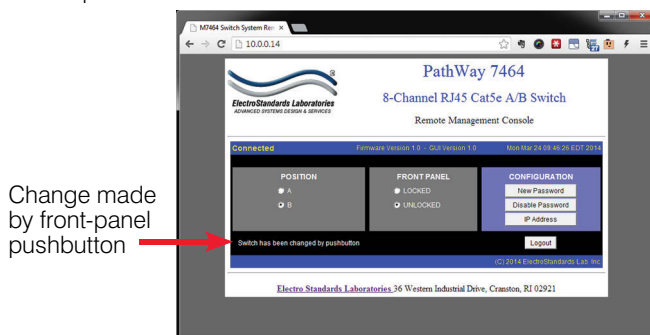 M7464 Switch System Rem
10.0.0.14
ElectroStandards Laboratories
ADVANCED SYSTEMS DESIGN & SERVICES
®
PathWay 7464
8-Channel RJ45 Cat5e A/B Switch
Remote Management Console
Connected
Firmware Version 1.0 - GUI Version 1.0
Mon Mar 24 09:46:26 EDT 2014
POSITION
A
B
FRONT PANEL
LOCKED
UNLOCKED
CONFIGURATION
New Password
Disable Password
IP Address
Change made
by front-panel
pushbutton
Switch has been changed by pushbutton
Logout
(C) 2014 ElectroStandards Lab. Inc
Electro Standards Laboratories 36 Western Industrial Drive, Cranston, RI 02921